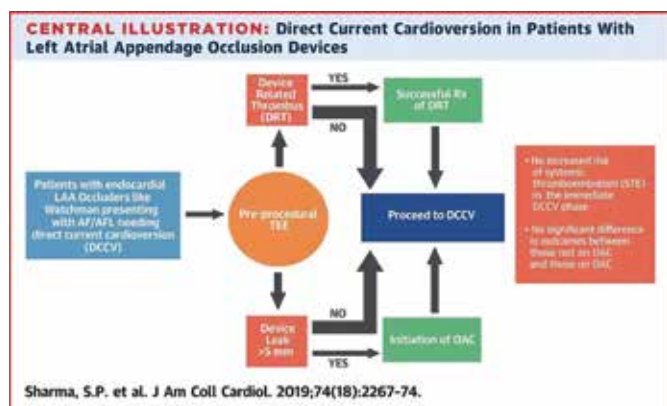 CENTRAL ILLUSTRATION: Direct Current Cardioversion in Patients With
Left Atrial Appendage Occlusion Devices
Device
Related
Thrombus
(DRT)
YES
NO
Successful Rx
of DRT
Patients with endocardial
LAA Occluders like
Watchman presenting
with AF/AFL needing
direct current cardioversion
(DCCV)
Pre-procedural
TEE
Proceed to DCCV
• No increased risk
of systemic
thromboembolism (STE)
in the immediate
DCCV phase
• No significant difference
in outcomes between
those not on OAC
and those on OAC
Device
Leak
>5 mm
NO
YES
Initiation of OAC
Sharma, S.P. et al. J Am Coll Cardiol. 2019;74(18):2267-74.